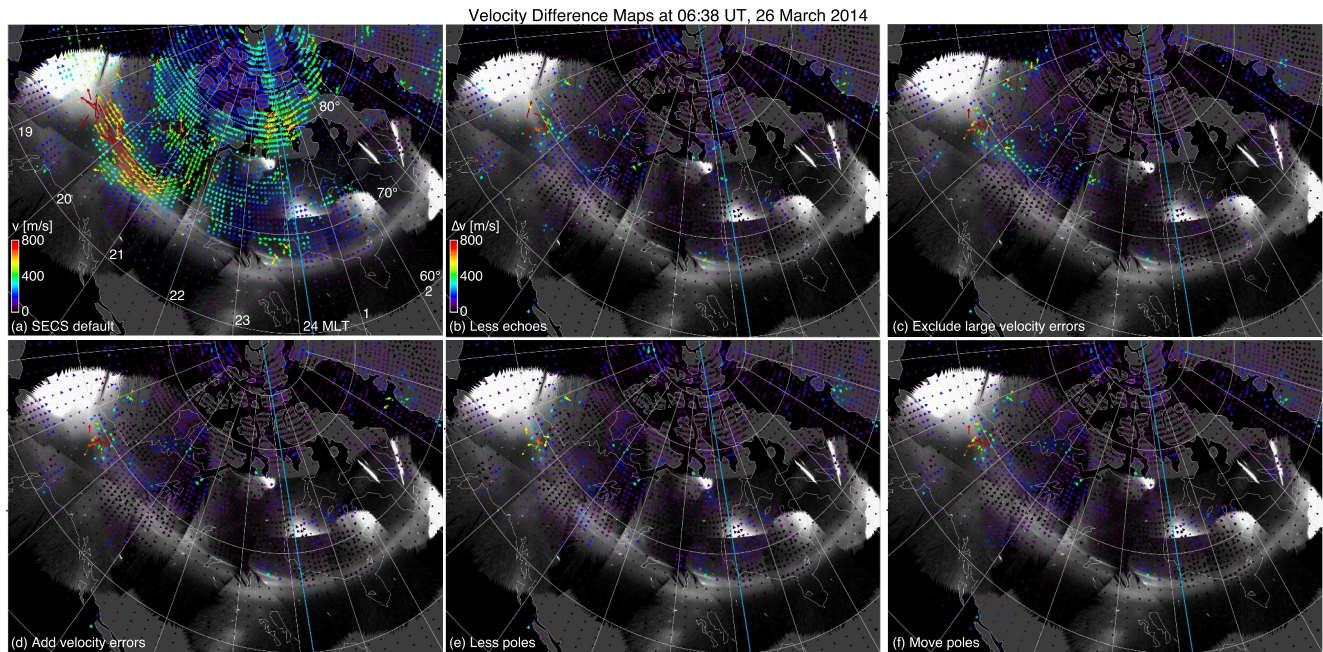 Velocity Difference Maps at 06:38 UT, 26 March 2014
80°
70°
60°
19
20
21
22
23
24 MLT
1
2
v [m/s]
800
400
0
(a) SECS default
Δv [m/s]
800
400
0
(b) Less echoes
(c) Exclude large velocity errors
(d) Add velocity errors
(e) Less poles
(f) Move poles